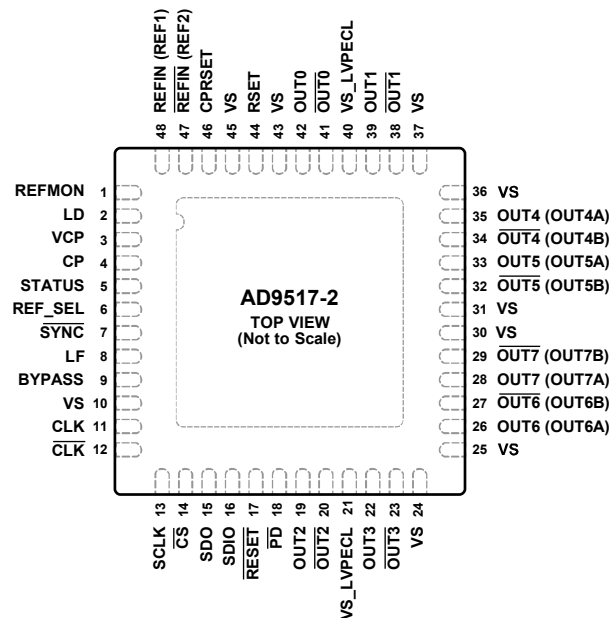 REFIN (REF1)
REFIN (REF2)
CPRSET
VS
RSET
VS
OUT0
OUT0
VS_LVPECL
OUT1
OUT1
VS
48
47
46
45
44
43
42
41
40
39
38
37
REFMON 1
LD 2
VCP 3
CP 4
STATUS 5
REF_SEL 6
SYNC 7
LF 8
BYPASS 9
VS 10
CLK 11
CLK 12
AD9517-2
TOP VIEW
(Not to Scale)
36 VS
35 OUT4 (OUT4A)
34 OUT4 (OUT4B)
33 OUT5 (OUT5A)
32 OUT5 (OUT5B)
31 VS
30 VS
29 OUT7 (OUT7B)
28 OUT7 (OUT7A)
27 OUT6 (OUT6B)
26 OUT6 (OUT6A)
25 VS
13
14
15
16
17
18
19
20
21
22
23
24
SCLK
CS
SDO
SDIO
RESET
PD
OUT2
OUT2
VS_LVPECL
OUT3
OUT3
VS